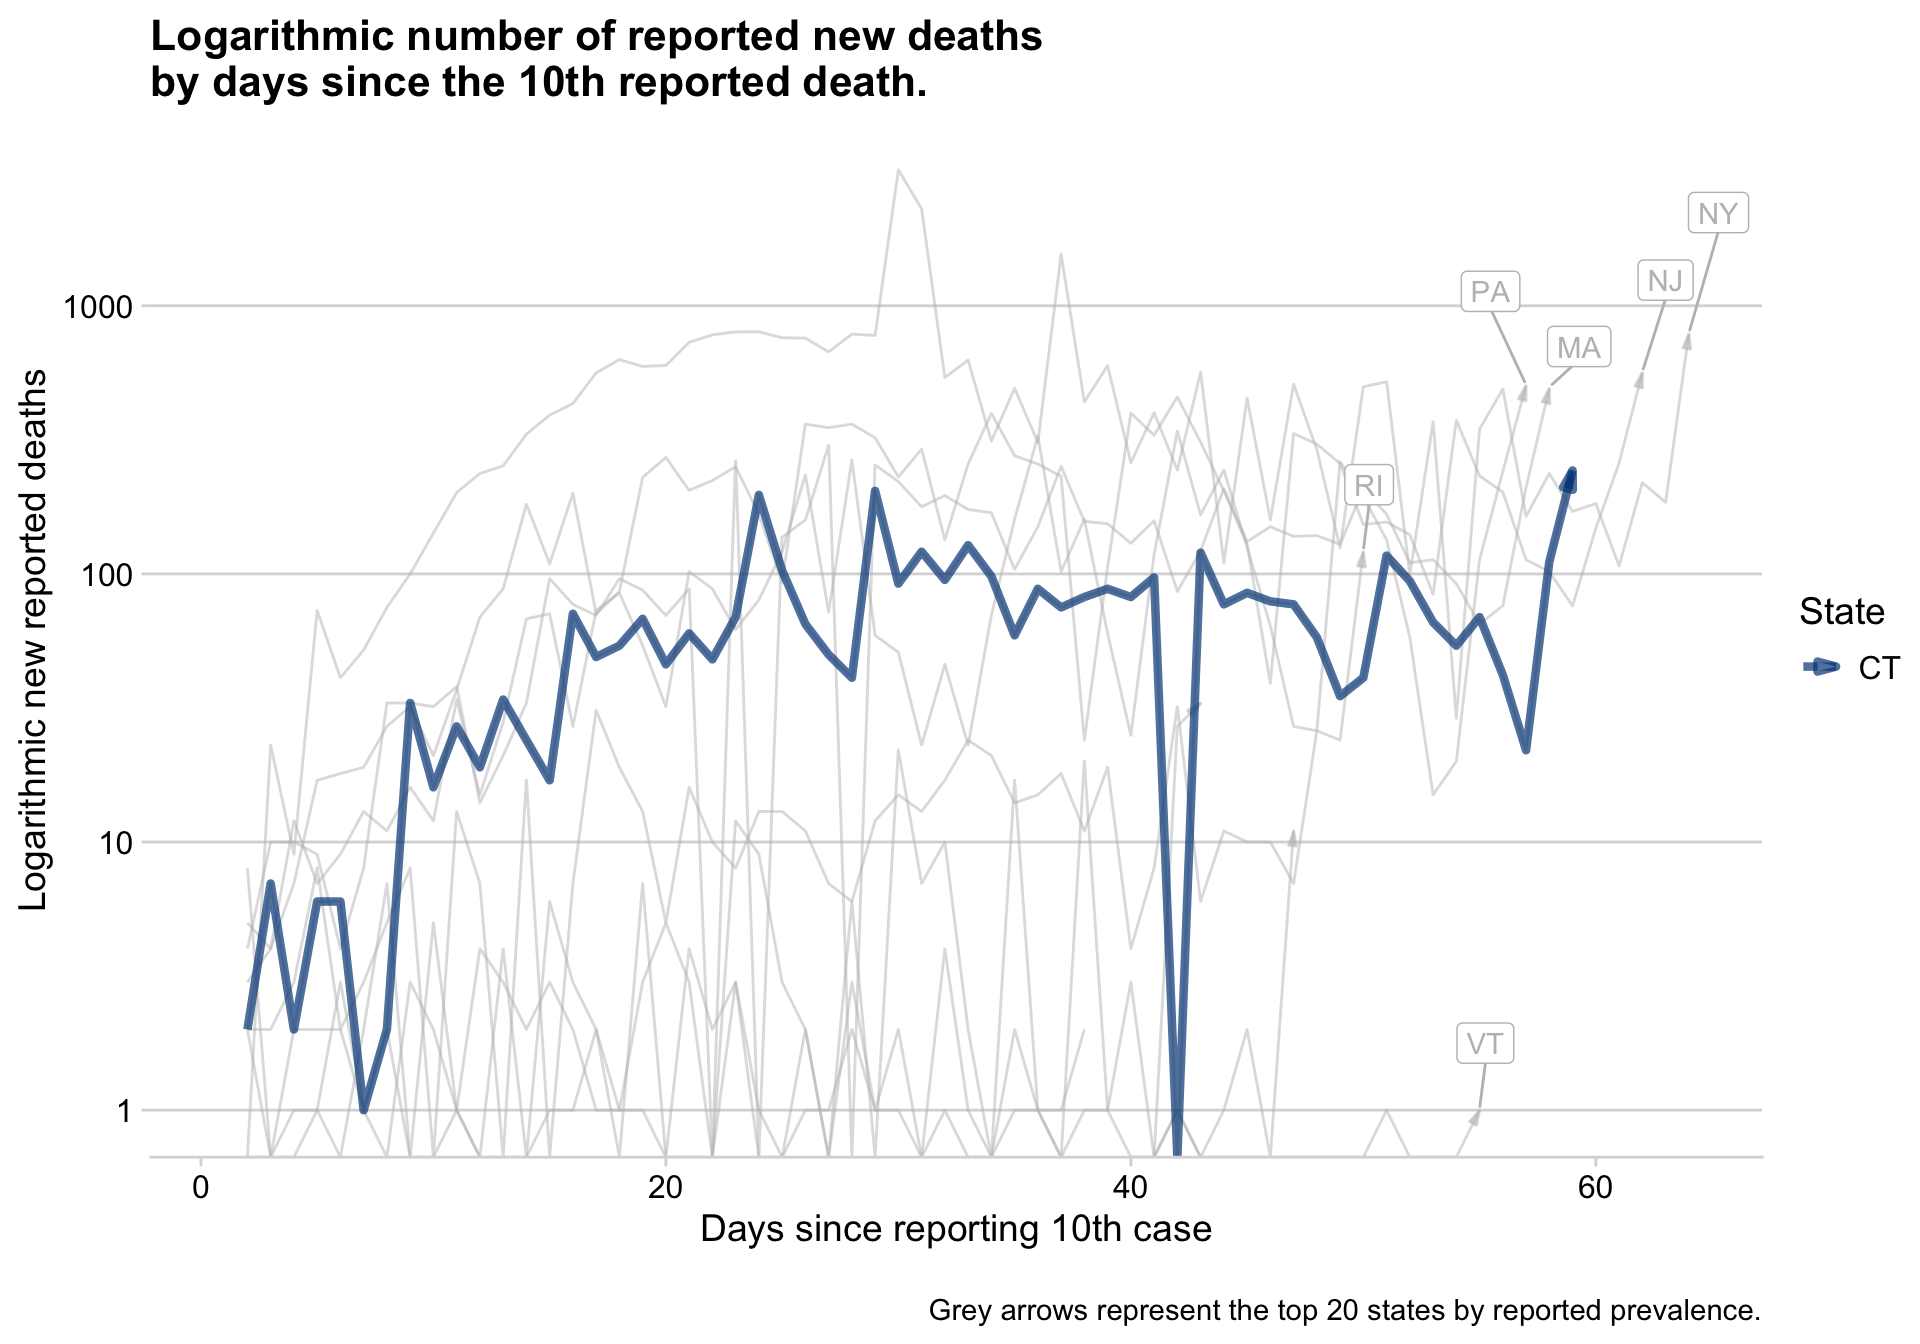 Logarithmic number of reported new deaths
by days since the 10th reported death.
NY
NJ
PA
MA
RI
VT
1000
100
10
1
Logarithmic new reported deaths
0
20
40
60
Days since reporting 10th case
State
CT
Grey arrows represent the top 20 states by reported prevalence.